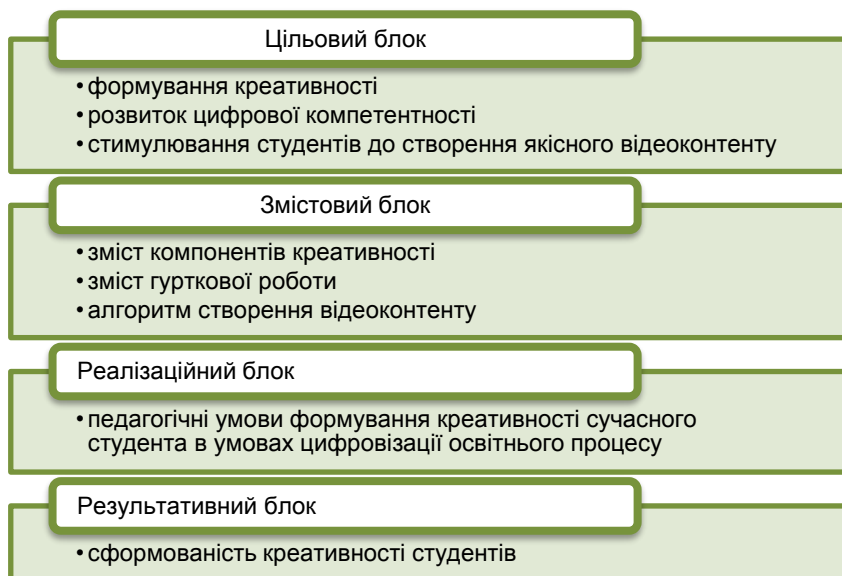 Цільовий блок
• формування креативності
• розвиток цифрової компетентності
• стимулювання студентів до створення якісного відеоконтенту
Змістовий блок
• зміст компонентів креативності
• зміст гурткової роботи
• алгоритм створення відеоконтенту
Реалізаційний блок
• педагогічні умови формування креативності сучасного
студента в умовах цифровізації освітнього процесу
Результативний блок
• сформованість креативності студентів